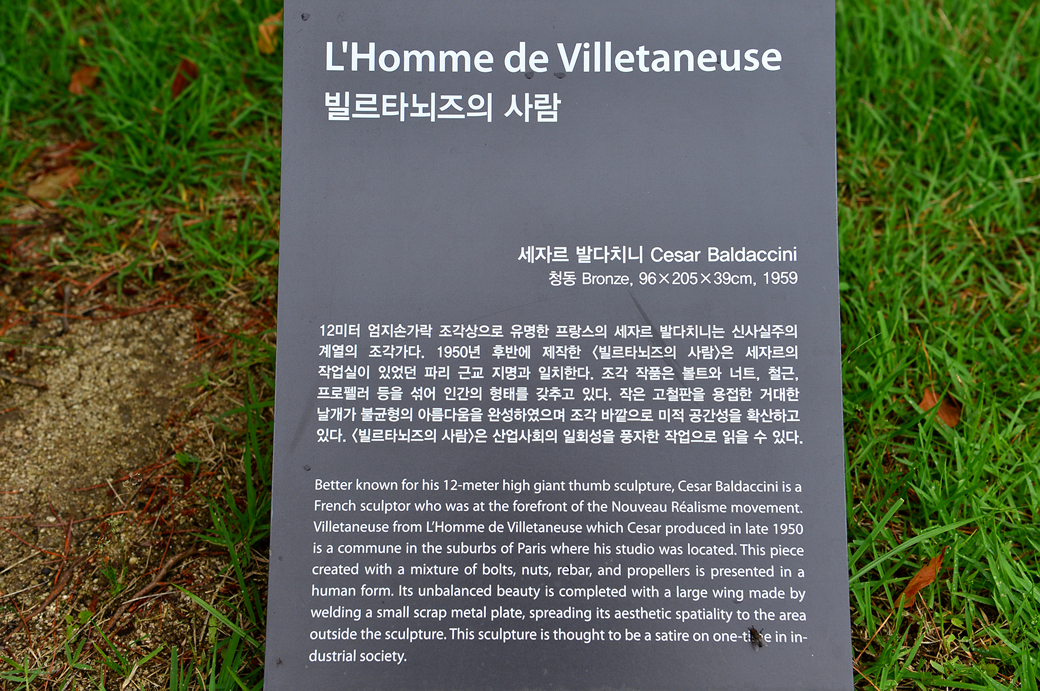 L'Homme de Villetaneuse
빌르타뇌즈의 사람
세자르 발다치니 Cesar Baldaccini
청동 Bronze, 96×205×39cm, 1959
12미터 엄지손가락 조각상으로 유명한 프랑스의 세자르 발다치니는 신사실주의
계열의 조각가다. 1950년 후반에 제작한 〈빌르타뇌즈의 사람〉은 세자르의
작업실이 있었던 파리 근교 지명과 일치한다. 조각 작품은 볼트와 너트, 철근,
프로펠러 등을 섞어 인간의 형태를 갖추고 있다. 작은 고철판을 용접한 거대한
날개가 불균형의 아름다움을 완성하였으며 조각 바깥으로 미적 공간성을 확산하고
있다. 〈빌르타뇌즈의 사람〉은 산업사회의 일회성을 풍자한 작업으로 읽을 수 있다.
Better known for his 12-meter high giant thumb sculpture, Cesar Baldaccini is a
French sculptor who was at the forefront of the Nouveau Réalisme movement.
Villetaneuse from L'Homme de Villetaneuse which Cesar produced in late 1950
is a commune in the suburbs of Paris where his studio was located. This piece
created with a mixture of bolts, nuts, rebar, and propellers is presented in a
human form. Its unbalanced beauty is completed with a large wing made by
welding a small scrap metal plate, spreading its aesthetic spatiality to the area
outside the sculpture. This sculpture is thought to be a satire on one-time in in-
dustrial society.